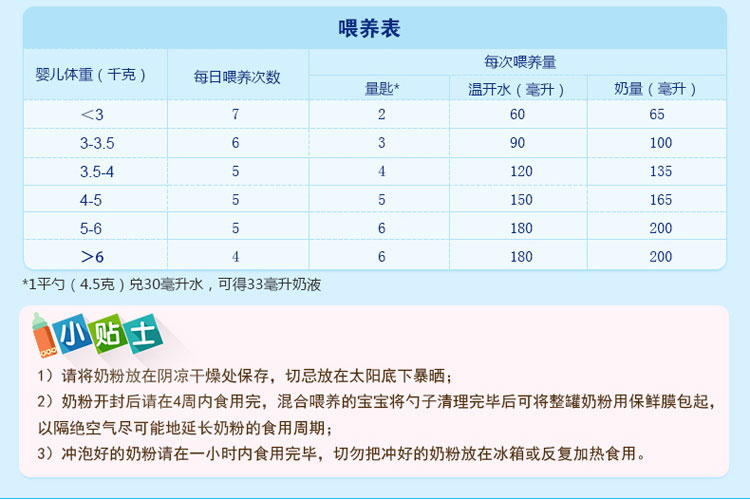 喂养表
婴儿体重（千克） 每日喂养次数 每次喂养量
量匙* 温开水（毫升） 奶量（毫升）
＜3 7 2 60 65
3-3.5 6 3 90 100
3.5-4 5 4 120 135
4-5 5 5 150 165
5-6 5 6 180 200
＞6 4 6 180 200
*1平勺（4.5克）兑30毫升水，可得33毫升奶液
小贴士
1）请将奶粉放在阴凉干燥处保存，切忌放在太阳底下暴晒；
2）奶粉开封后请在4周内食用完，混合喂养的宝宝将勺子清理完毕后可将整罐奶粉用保鲜膜包起，
以隔绝空气尽可能地延长奶粉的食用周期；
3）冲泡好的奶粉请在一小时内食用完毕，切勿把冲好的奶粉放在冰箱或反复加热食用。